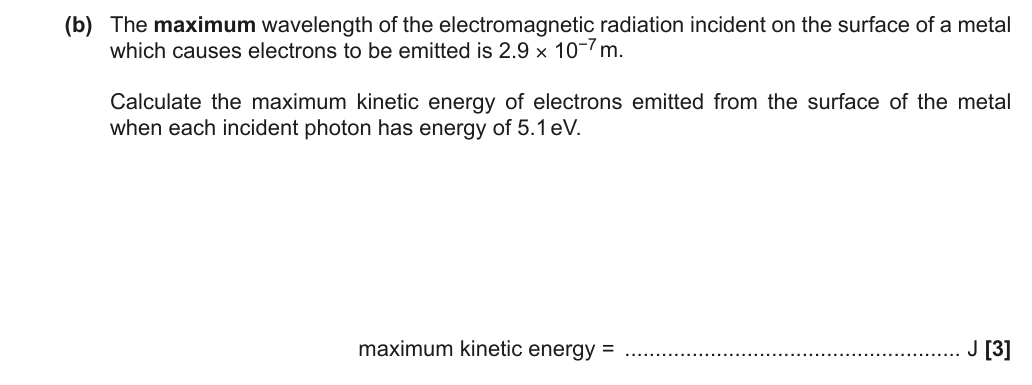 (b) The maximum wavelength of the electromagnetic radiation incident on the surface of a metal
which causes electrons to be emitted is 2.9 × 10⁻⁷ m.
Calculate the maximum kinetic energy of electrons emitted from the surface of the metal
when each incident photon has energy of 5.1 eV.
maximum kinetic energy = ........................................................ J [3]